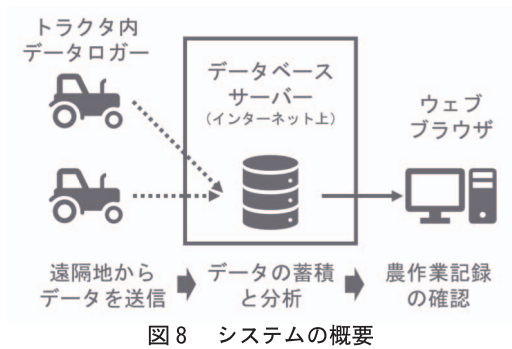 トラクタ内
データロガー
データベース
サーバー
（インターネット上）
ウェブ
ブラウザ
遠隔地から
データを送信
データの蓄積
と分析
農作業記録
の確認
図8 システムの概要